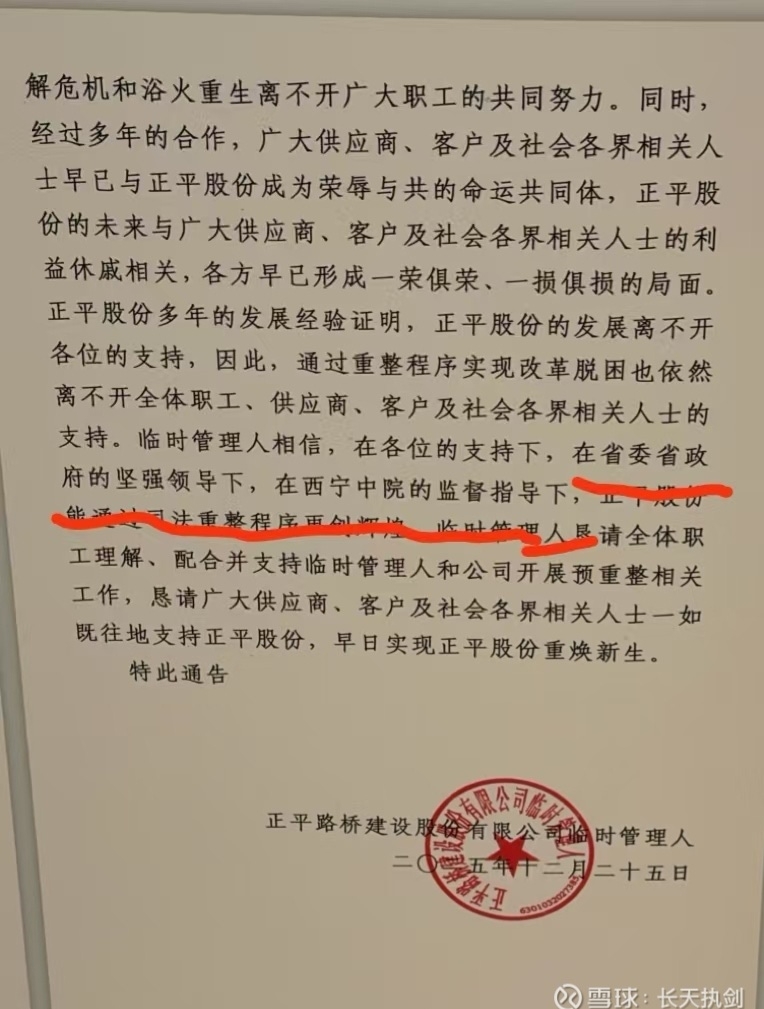 解危机和浴火重生离不开广大职工的共同努力。同时，
经过多年的合作，广大供应商、客户及社会各界相关人
士早已与正平股份成为荣辱与共的命运共同体，正平股
份的未来与广大供应商、客户及社会各界相关人士的利
益休戚相关，各方早已形成一荣俱荣、一损俱损的局面。
正平股份多年的发展经验证明，正平股份的发展离不开
各位的支持，因此，通过重整程序实现改革脱困也依然
离不开全体职工、供应商、客户及社会各界相关人士的
支持。临时管理人相信，在各位的支持下，在省委省政
府的坚强领导下，在西宁中院的监督指导下，正平股份
能通过司法重整程序再创辉煌 临时管理人恳请全体职
工理解、配合并支持临时管理人和公司开展预重整相关
工作，恳请广大供应商、客户及社会各界相关人士一如
既往地支持正平股份，早日实现正平股份重焕新生。
特此通告
正平路桥建设股份有限公司临时管理人
二〇二五年十二月二十五日
正平路桥建设股份有限公司临时管理人
6301032027385
雪球：长天执剑